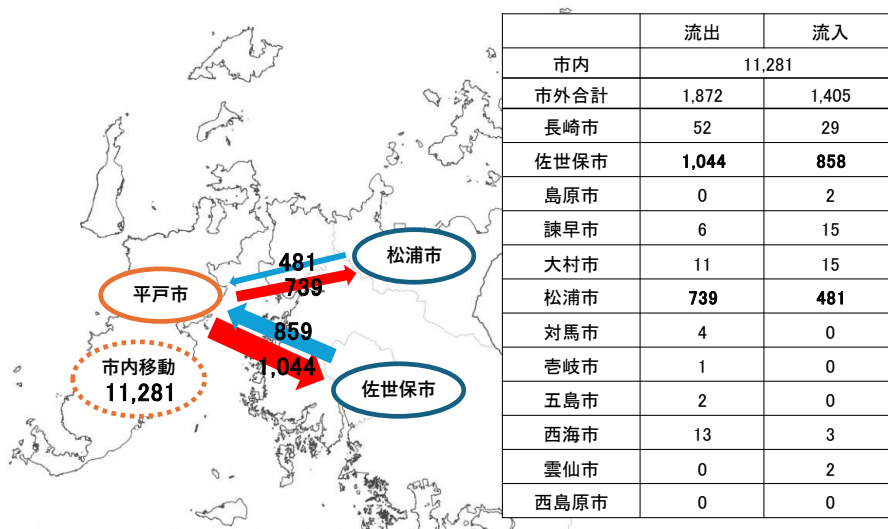 481
松浦市
739
平戸市
859
1,044
市内移動
11,281
佐世保市
流出 流入
市内 11,281
市外合計 1,872 1,405
長崎市 52 29
佐世保市 1,044 858
島原市 0 2
諫早市 6 15
大村市 11 15
松浦市 739 481
対馬市 4 0
壱岐市 1 0
五島市 2 0
西海市 13 3
雲仙市 0 2
西島原市 0 0